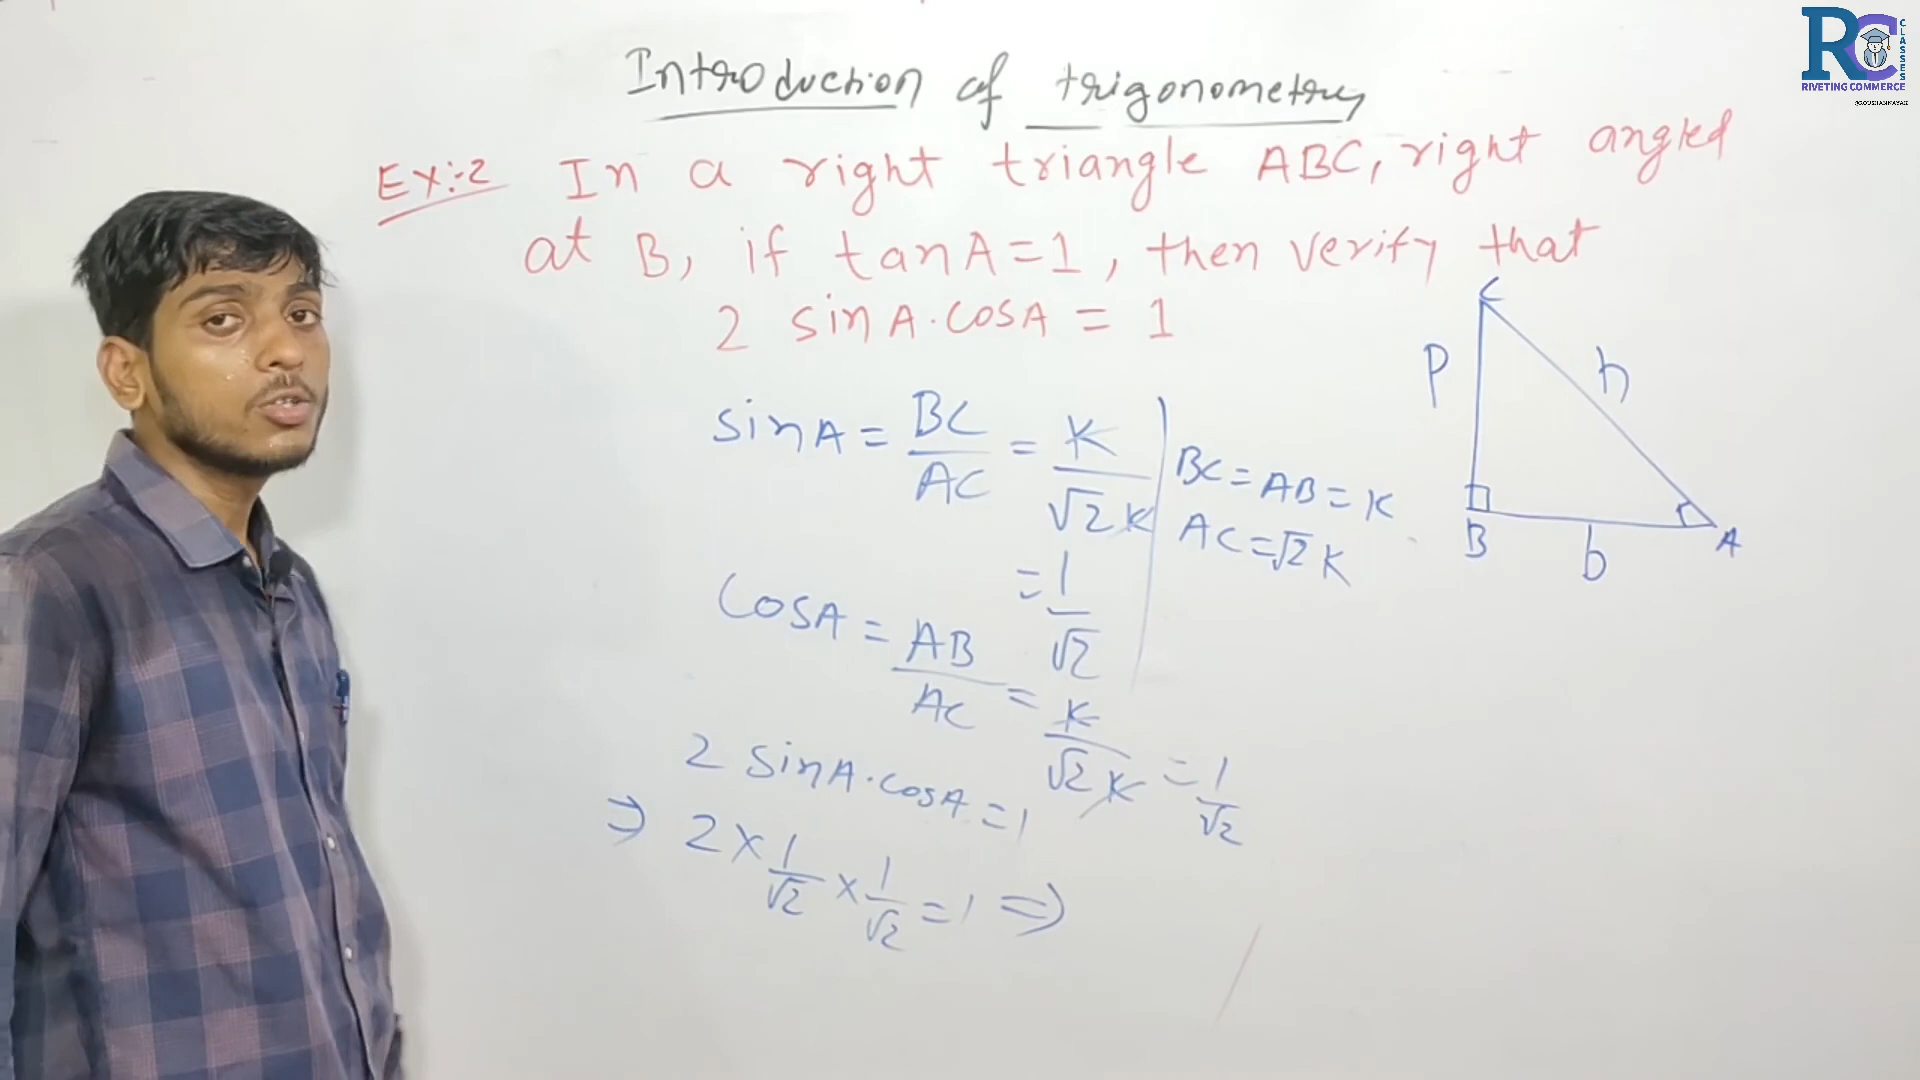 Introduction of trigonometry
Ex:-2 In a right triangle ABC, right angled
at B, if tanA=1, then verify that
2 sinA.cosA = 1
sinA = BC/AC = K/√2K
= 1/√2
BC = AB = K
AC = √2 K
cosA = AB/AC = K/√2K = 1/√2
2 sinA.cosA = 1
⇒ 2 × 1/√2 × 1/√2 = 1 ⇒
C
P
h
B
b
A
RC
CLASSES
RIVETING COMMERCE